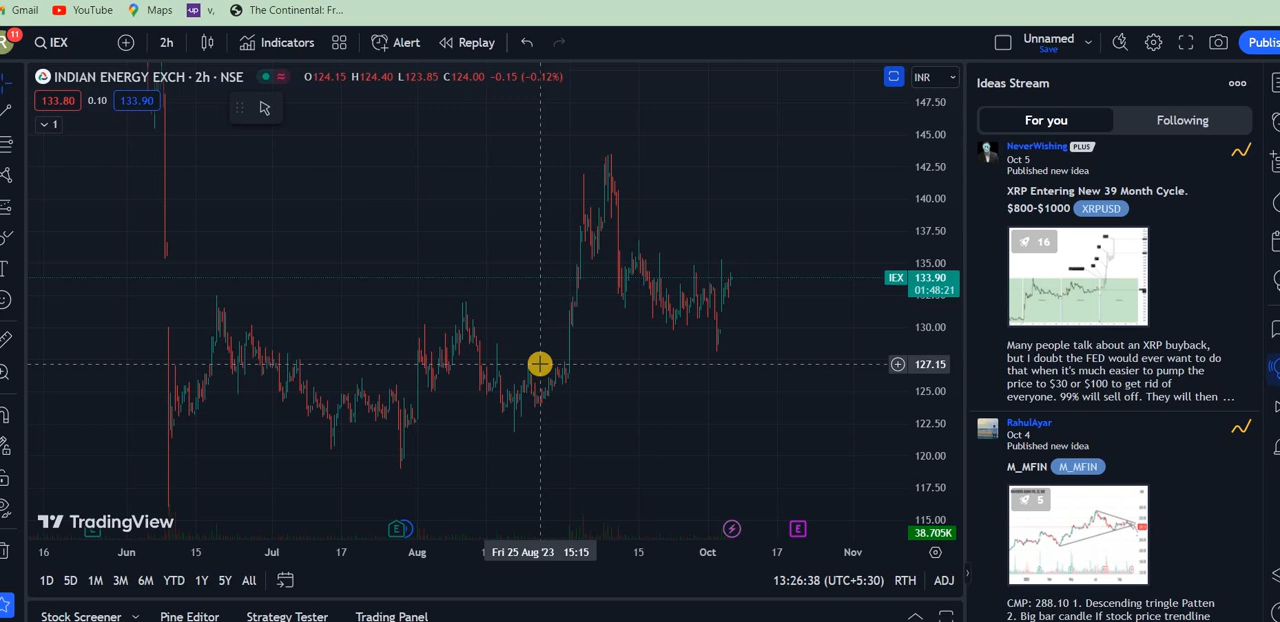 Gmail YouTube Maps up v, The Continental: Fr...
R 11 IEX 2h Indicators Alert Replay Unnamed Save Publis
INDIAN ENERGY EXCH · 2h · NSE O124.15 H124.40 L123.85 C124.00 -0.15 (-0.12%) INR
133.80 0.10 133.90
1
147.50
145.00
142.50
140.00
137.50
135.00
IEX 133.90
01:48:21
130.00
127.15
125.00
122.50
120.00
117.50
115.00
38.705K
TradingView
E E
16 Jun 15 Jul 17 Aug Fri 25 Aug '23 15:15 15 Oct 17 Nov
1D 5D 1M 3M 6M YTD 1Y 5Y All 13:26:38 (UTC+5:30) RTH ADJ
Stock Screener Pine Editor Strategy Tester Trading Panel
Ideas Stream
For you Following
NeverWishing PLUS
Oct 5
Published new idea
XRP Entering New 39 Month Cycle.
$800-$1000 XRPUSD
16
Many people talk about an XRP buyback,
but I doubt the FED would ever want to do
that when it's much easier to pump the
price to $30 or $100 to get rid of
everyone. 99% will sell off. They will then ...
RahulAyar
Oct 4
Published new idea
M_MFIN M_MFIN
5
CMP: 288.10 1. Descending tringle Patten
2. Big bar candle If stock price trendline